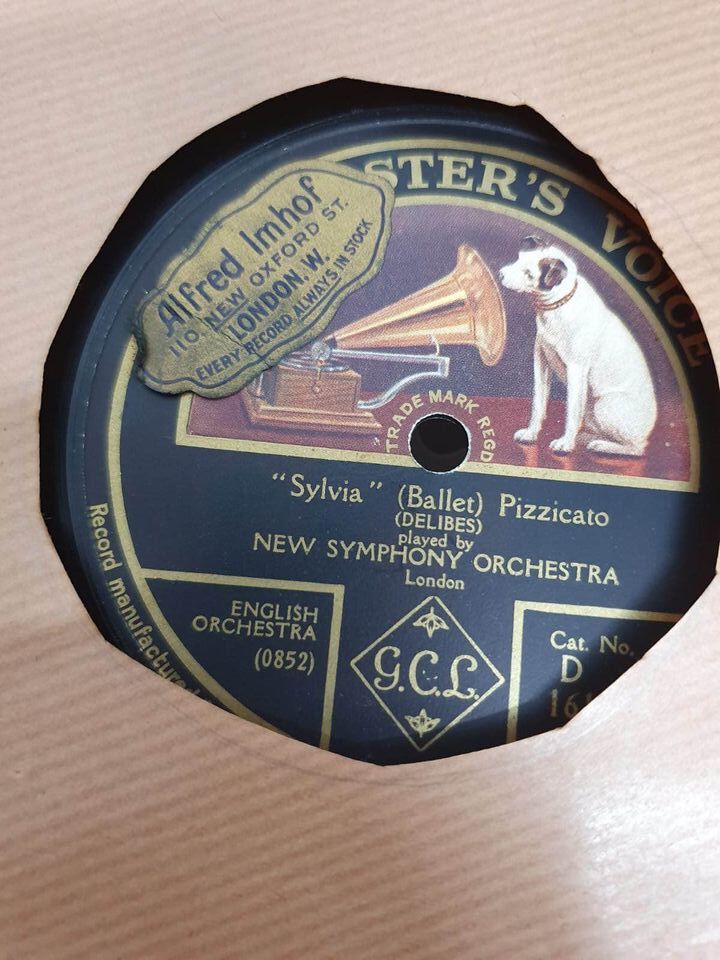 STER'S VOICE
Alfred Imhof
110, NEW OXFORD ST.
LONDON. W.
EVERY RECORD ALWAYS IN STOCK
TRADE MARK REGD
"Sylvia" (Ballet) Pizzicato
(DELIBES)
played by
NEW SYMPHONY ORCHESTRA
London
ENGLISH
ORCHESTRA
(0852)
G.C.L.
Cat. No.
D
Record manufactured